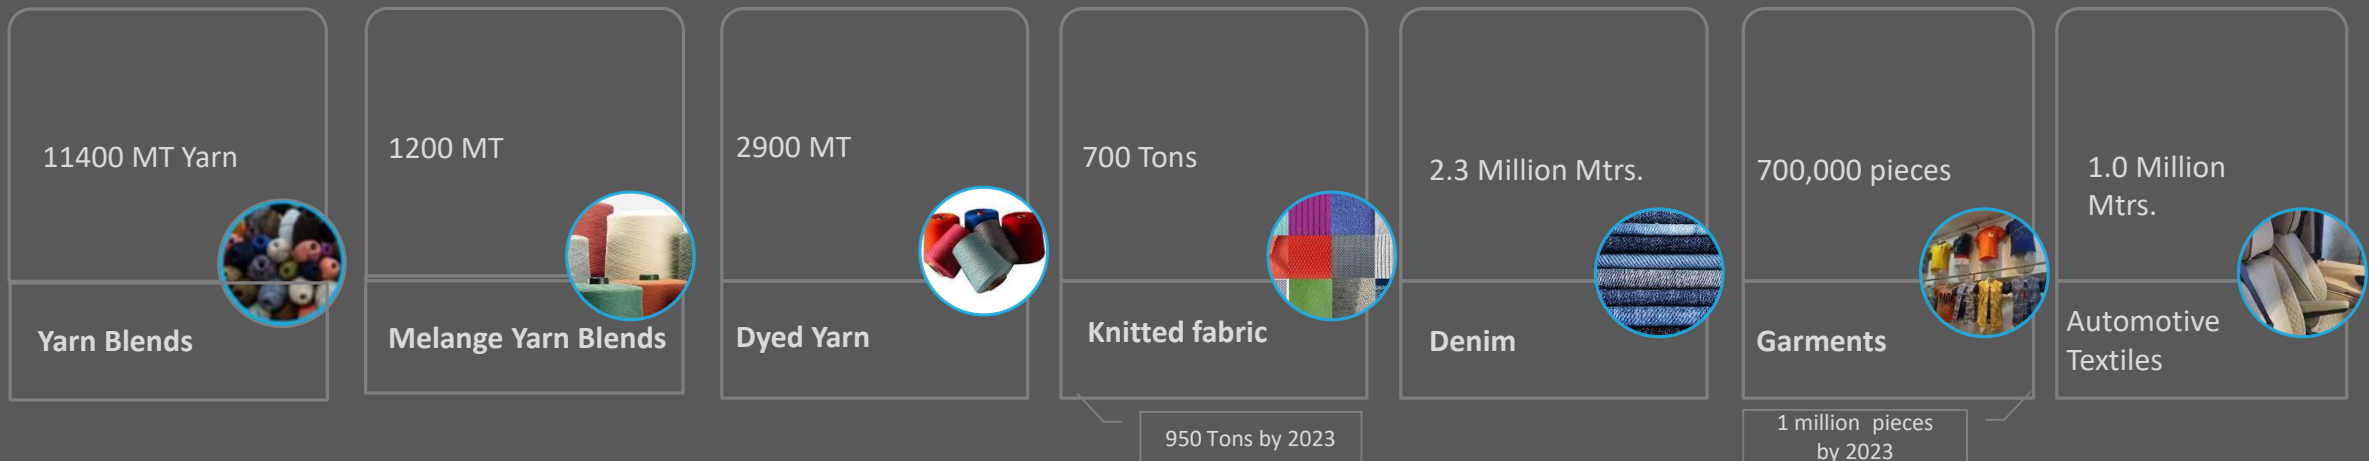 11400 MT Yarn
Yarn Blends
1200 MT
Melange Yarn Blends
2900 MT
Dyed Yarn
700 Tons
Knitted fabric
950 Tons by 2023
2.3 Million Mtrs.
Denim
700,000 pieces
Garments
1 million pieces
by 2023
1.0 Million
Mtrs.
Automotive
Textiles